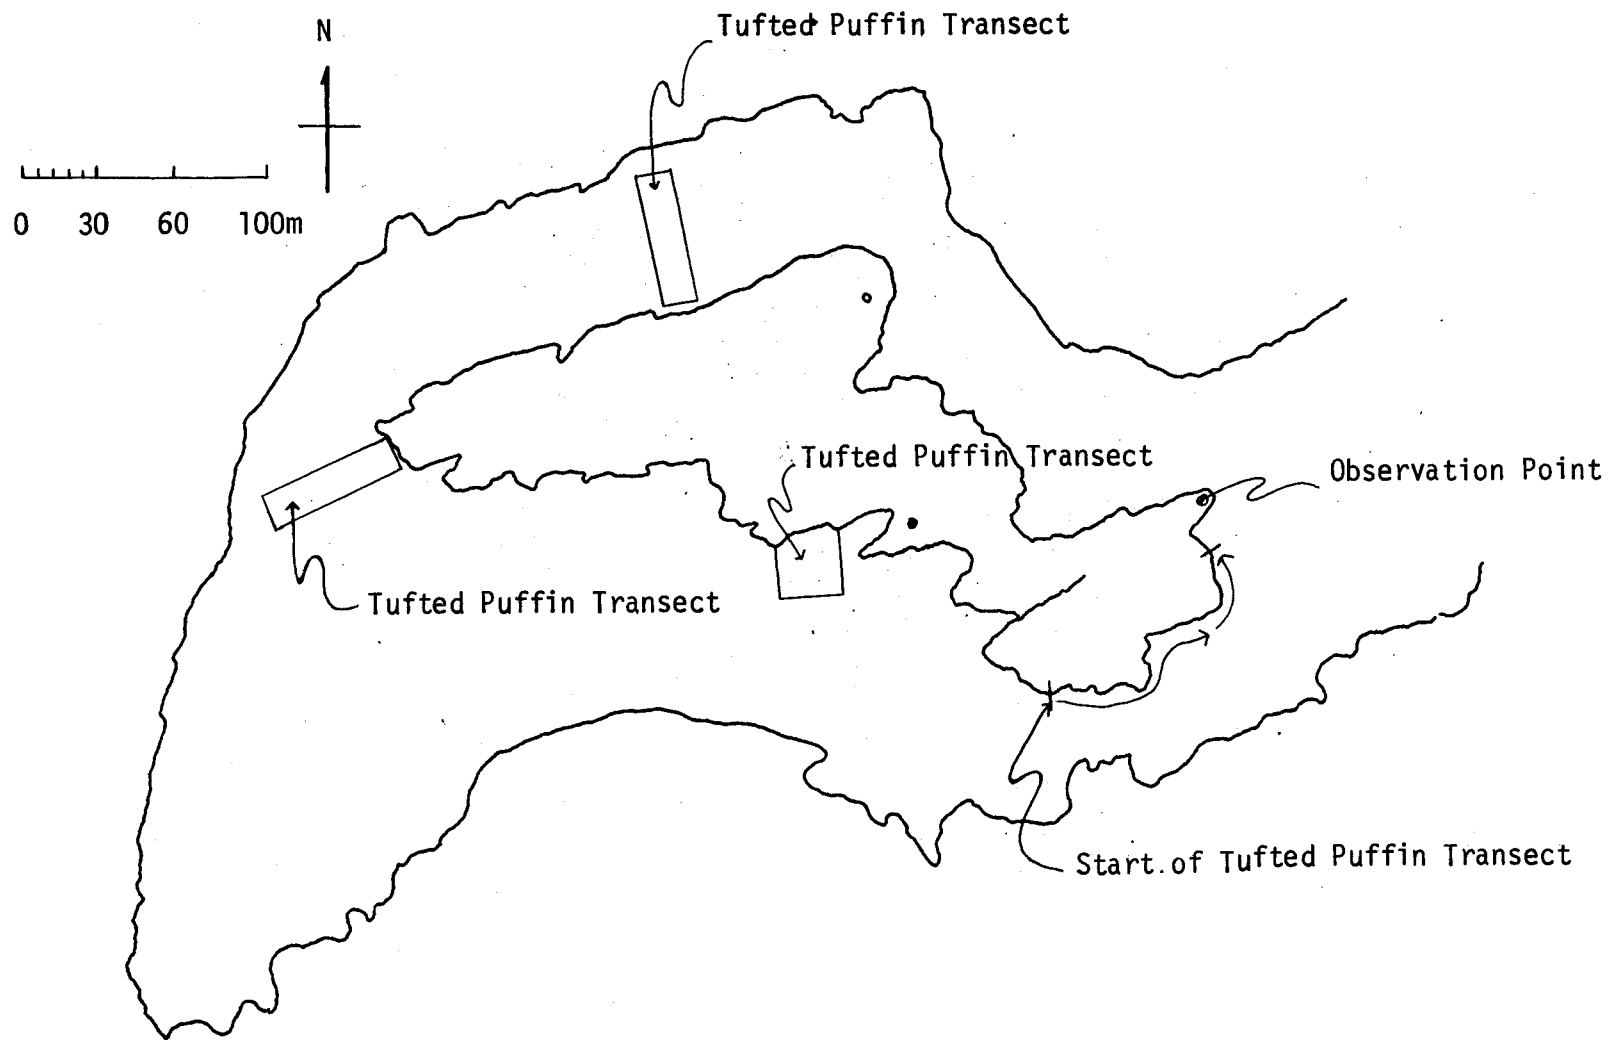 Tufted Puffin Transect
N
0 30 60 100m
Tufted Puffin Transect
Observation Point
Tufted Puffin Transect
Start of Tufted Puffin Transect